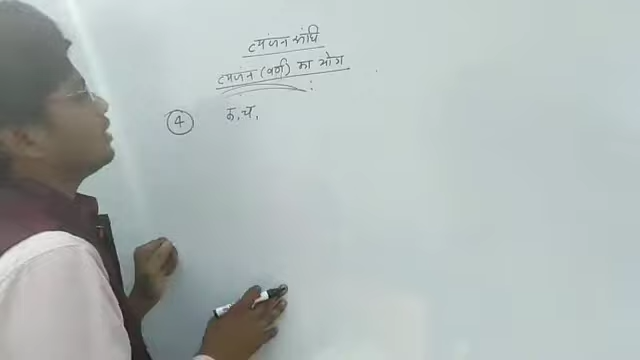 व्यंजन संधि
व्यंजन (वर्ण) का योग :
④ क, च,